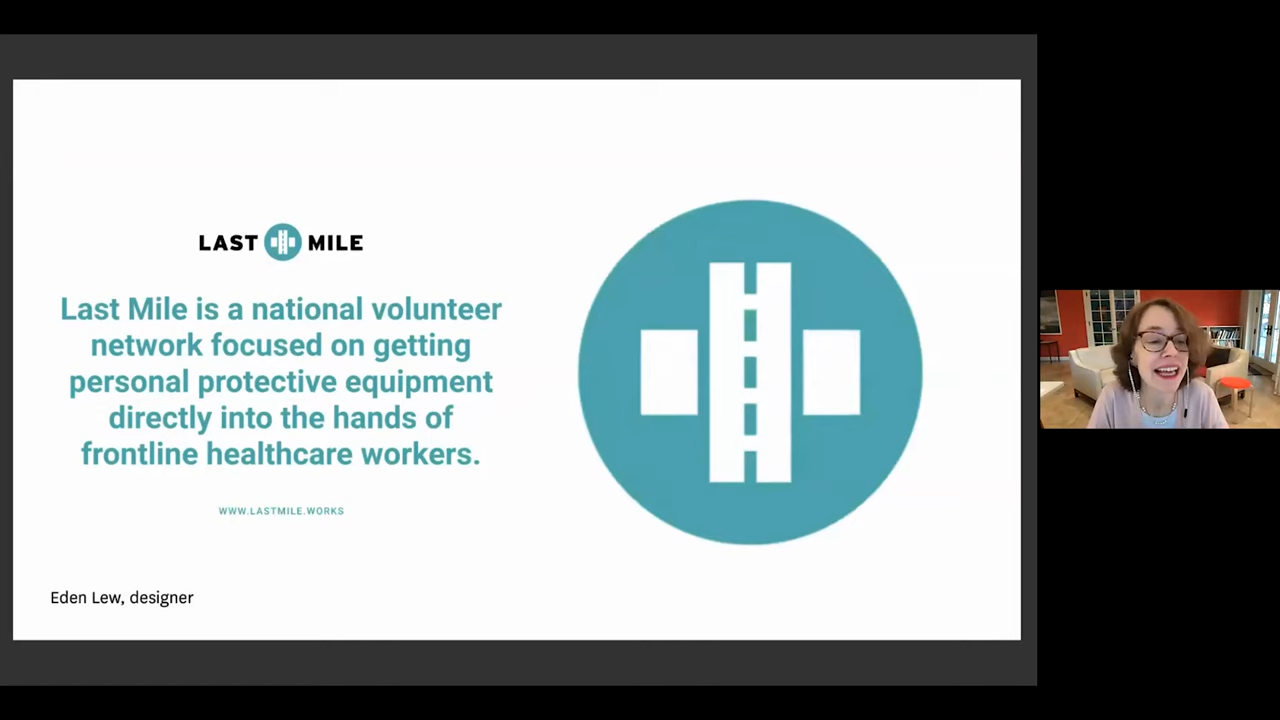 LAST MILE
Last Mile is a national volunteer
network focused on getting
personal protective equipment
directly into the hands of
frontline healthcare workers.
WWW.LASTMILE.WORKS
Eden Lew, designer